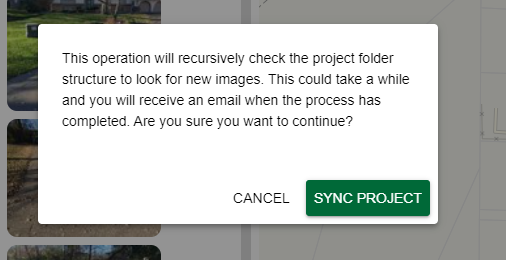 This operation will recursively check the project folder
structure to look for new images. This could take a while
and you will receive an email when the process has
completed. Are you sure you want to continue?
CANCEL
SYNC PROJECT